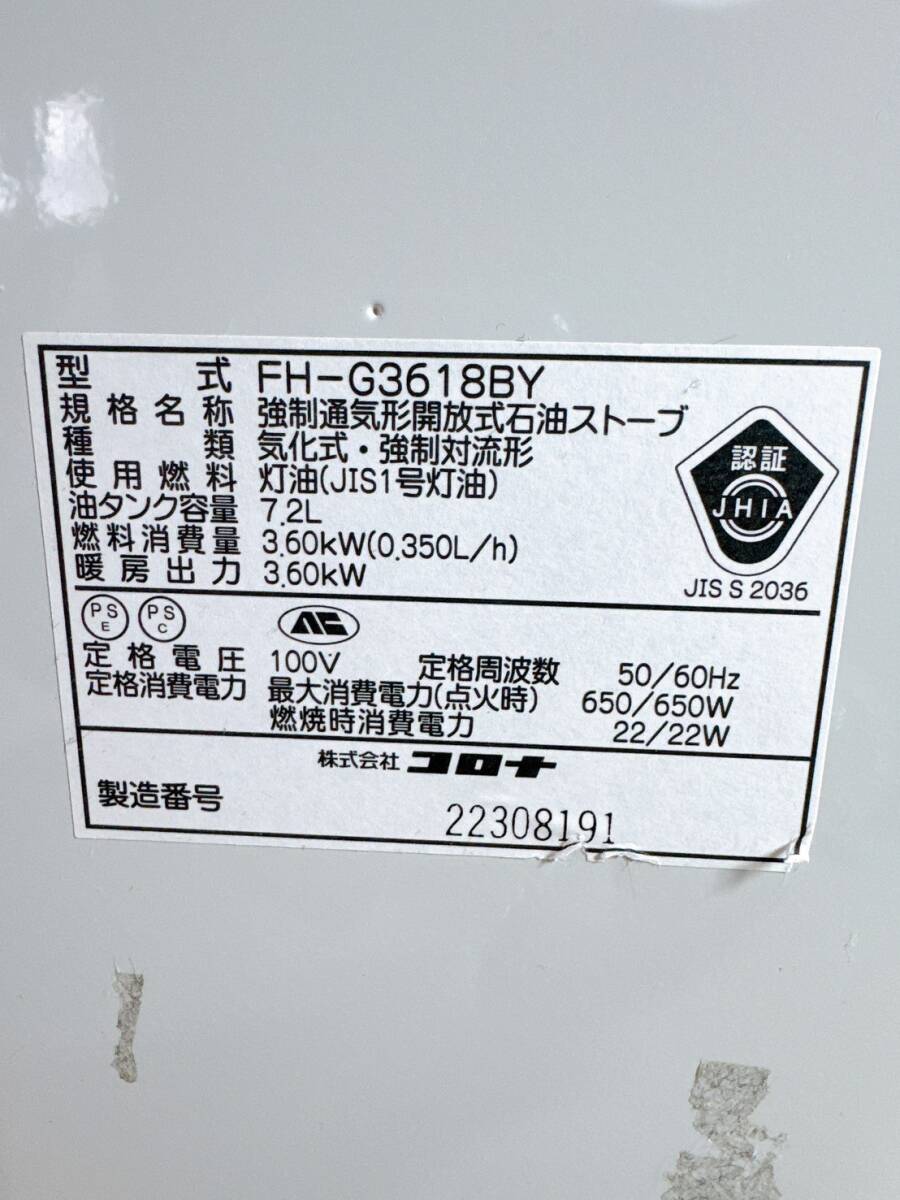 型式 FH-G3618BY
規格名称 強制通気形開放式石油ストーブ
種類 気化式・強制対流形
使用燃料 灯油(JIS1号灯油)
油タンク容量 7.2L
燃料消費量 3.60kW(0.350L/h)
暖房出力 3.60kW
認証
JHIA
JIS S 2036
PS E PS C
定格電圧 100V 定格周波数 50/60Hz
定格消費電力 最大消費電力(点火時) 650/650W
燃焼時消費電力 22/22W
株式会社 コロナ
製造番号 22308191